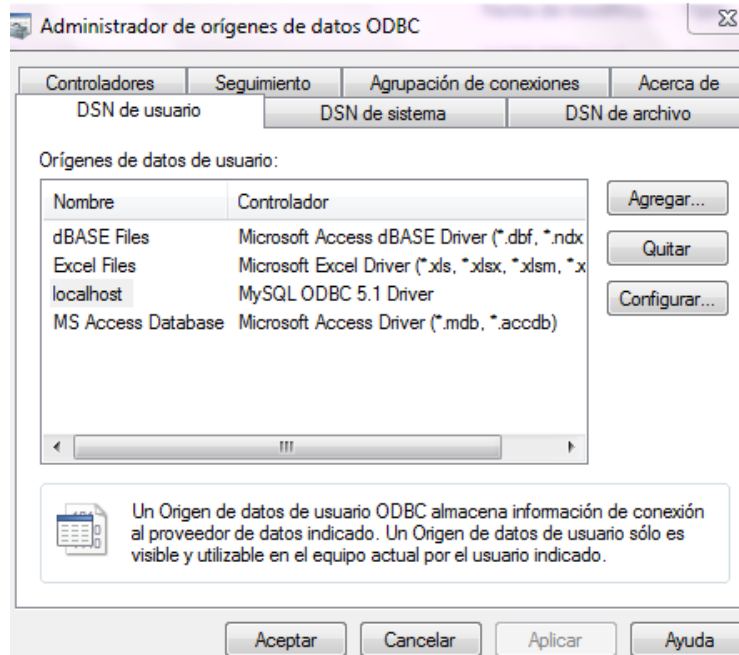 Administrador de orígenes de datos ODBC
Controladores Seguimiento Agrupación de conexiones Acerca de
DSN de usuario DSN de sistema DSN de archivo
Orígenes de datos de usuario:
Nombre Controlador
dBASE Files Microsoft Access dBASE Driver (*.dbf, *.ndx
Excel Files Microsoft Excel Driver (*.xls, *.xlsx, *.xlsm, *.x
localhost MySQL ODBC 5.1 Driver
MS Access Database Microsoft Access Driver (*.mdb, *.accdb)
Agregar...
Quitar
Configurar...
Un Origen de datos de usuario ODBC almacena información de conexión
al proveedor de datos indicado. Un Origen de datos de usuario sólo es
visible y utilizable en el equipo actual por el usuario indicado.
Aceptar Cancelar Aplicar Ayuda